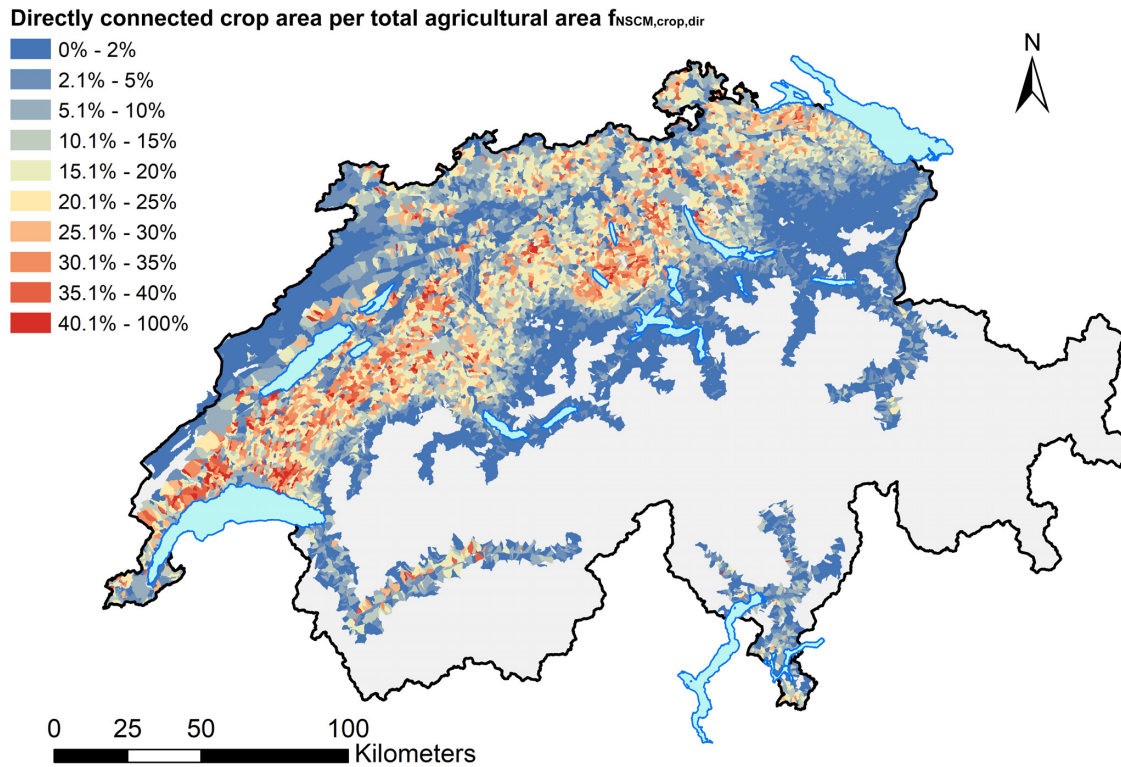 Directly connected crop area per total agricultural area fNSCM,crop,dir
0% - 2%
2.1% - 5%
5.1% - 10%
10.1% - 15%
15.1% - 20%
20.1% - 25%
25.1% - 30%
30.1% - 35%
35.1% - 40%
40.1% - 100%
N
0 25 50 100
Kilometers